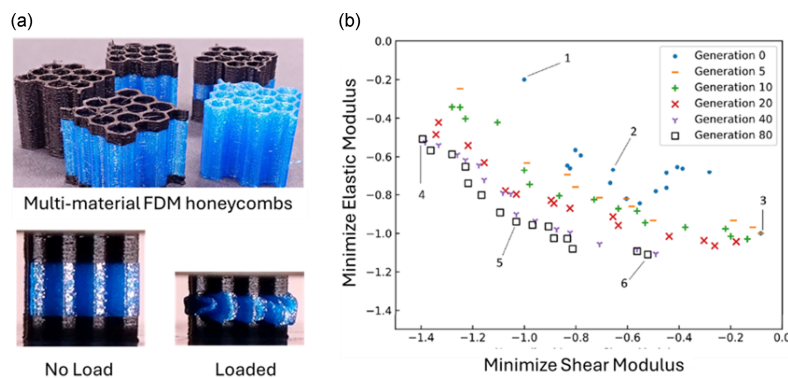 (a)
Multi-material FDM honeycombs
No Load
Loaded
(b)
Minimize Elastic Modulus
0.0
−0.2
−0.4
−0.6
−0.8
−1.0
−1.2
−1.4
1
2
3
4
5
6
Generation 0
Generation 5
Generation 10
Generation 20
Generation 40
Generation 80
−1.4
−1.2
−1.0
−0.8
−0.6
−0.4
−0.2
0.0
Minimize Shear Modulus